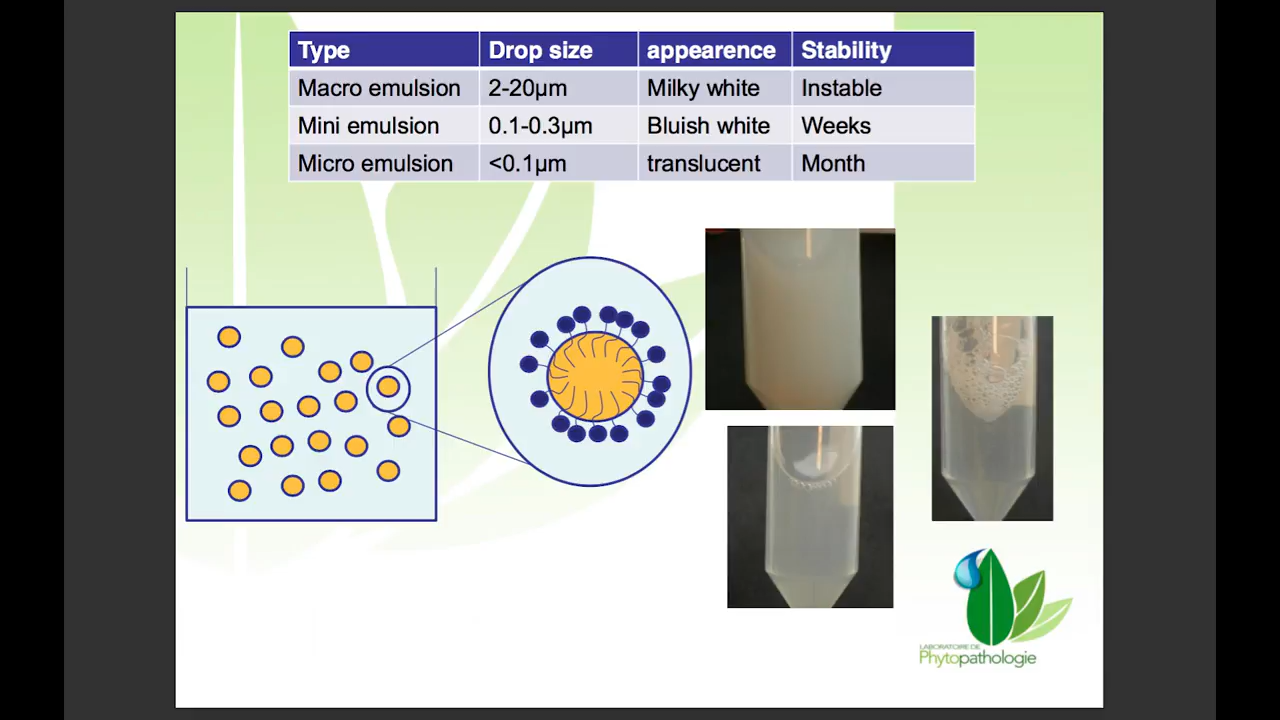 Type Drop size appearence Stability
Macro emulsion 2-20µm Milky white Instable
Mini emulsion 0.1-0.3µm Bluish white Weeks
Micro emulsion <0.1µm translucent Month
LABORATOIRE DE
Phytopathologie